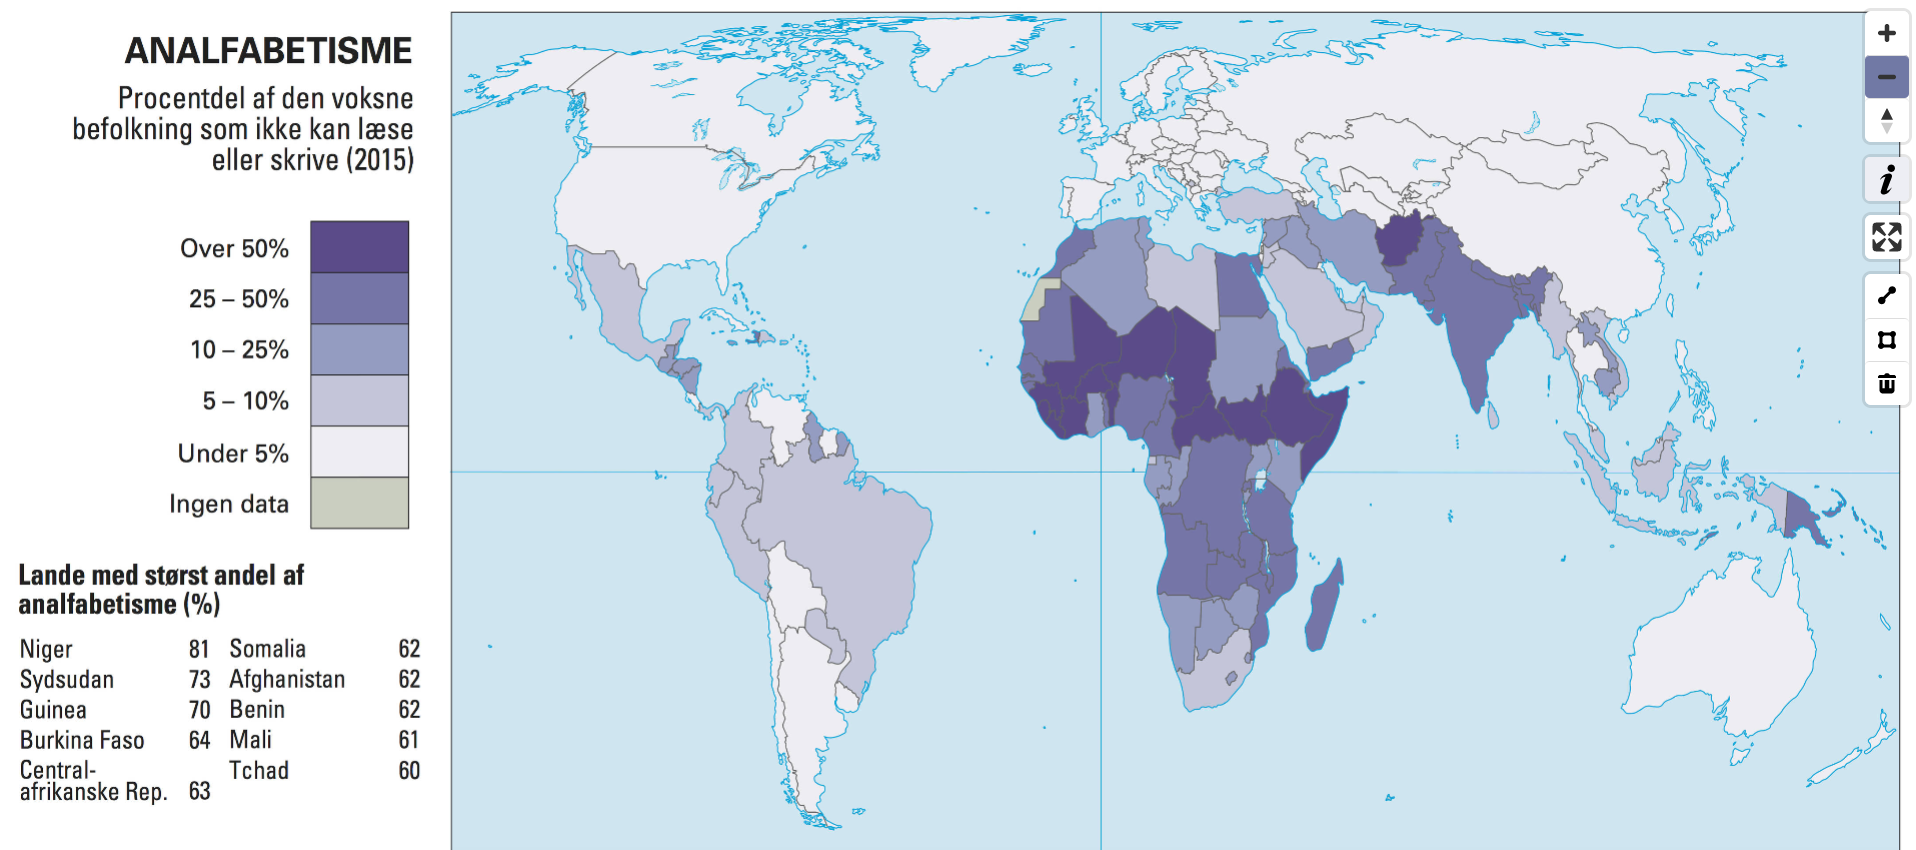 ANALFABETISME
Procentdel af den voksne
befolkning som ikke kan læse
eller skrive (2015)
Over 50%
25 – 50%
10 – 25%
5 – 10%
Under 5%
Ingen data
Lande med størst andel af
analfabetisme (%)
Niger 81 Somalia 62
Sydsudan 73 Afghanistan 62
Guinea 70 Benin 62
Burkina Faso 64 Mali 61
Central- Tchad 60
afrikanske Rep. 63
+
−
i